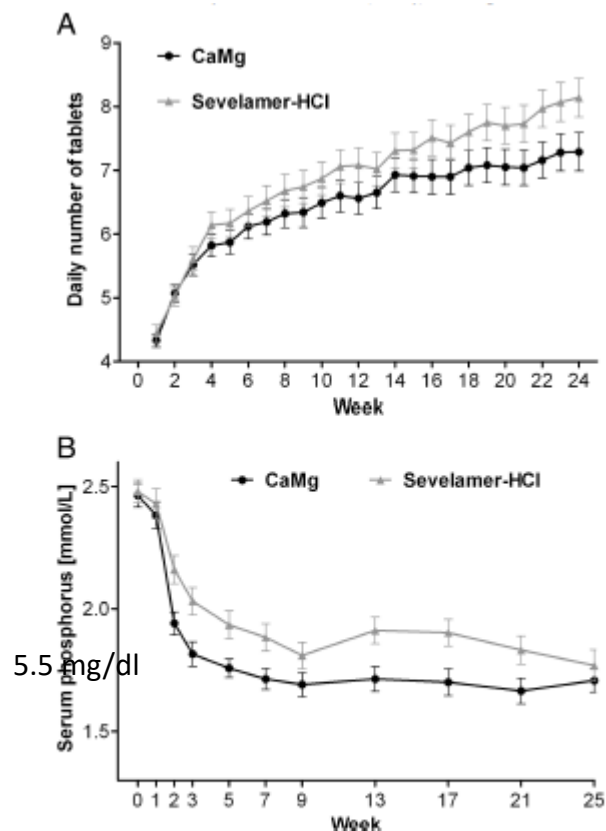 A
CaMg
Sevelamer-HCl
Daily number of tablets
9
8
7
6
5
4
0 2 4 6 8 10 12 14 16 18 20 22 24
Week
B
CaMg Sevelamer-HCl
Serum phosphorus [mmol/L]
2.5
2.0
5.5 mg/dl
1.5
0 1 2 3 5 7 9 13 17 21 25
Week